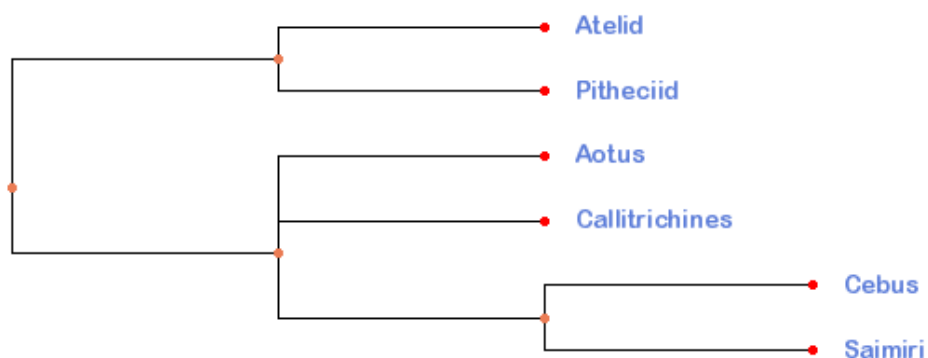 Atelid
Pitheciid
Aotus
Callitrichines
Cebus
Saimiri